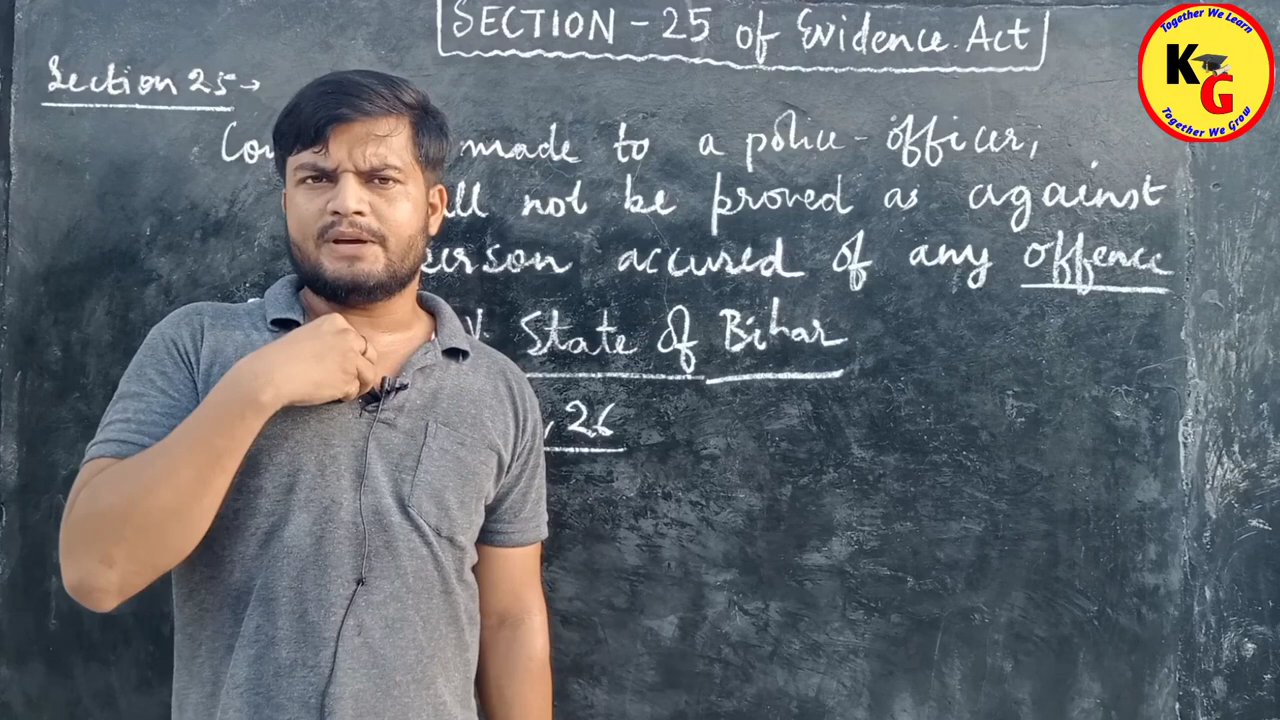 SECTION - 25 of Evidence Act
Section 25 →
made to a police-officer,
not be proved as against
accused of any offence
V. State of Bihar
, 26
Together We Learn
KG
Together We Grow